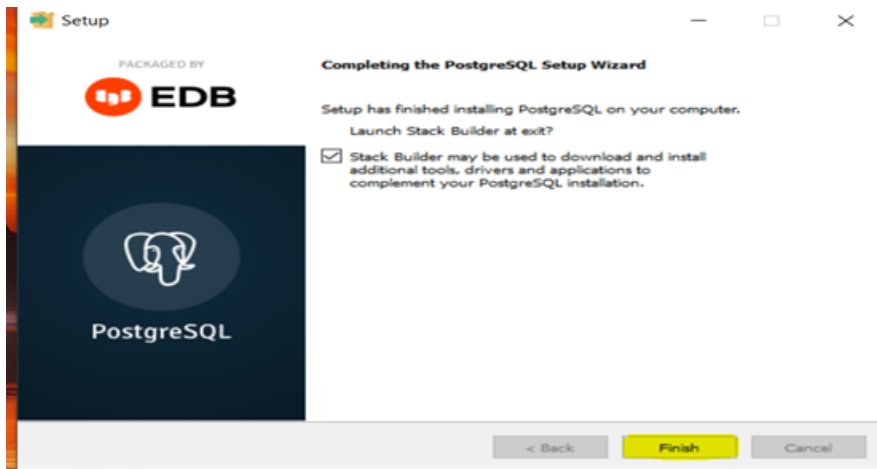 Setup
PACKAGED BY
EDB
Completing the PostgreSQL Setup Wizard
Setup has finished installing PostgreSQL on your computer.
Launch Stack Builder at exit?
Stack Builder may be used to download and install
additional tools, drivers and applications to
complement your PostgreSQL installation.
PostgreSQL
< Back
Finish
Cancel